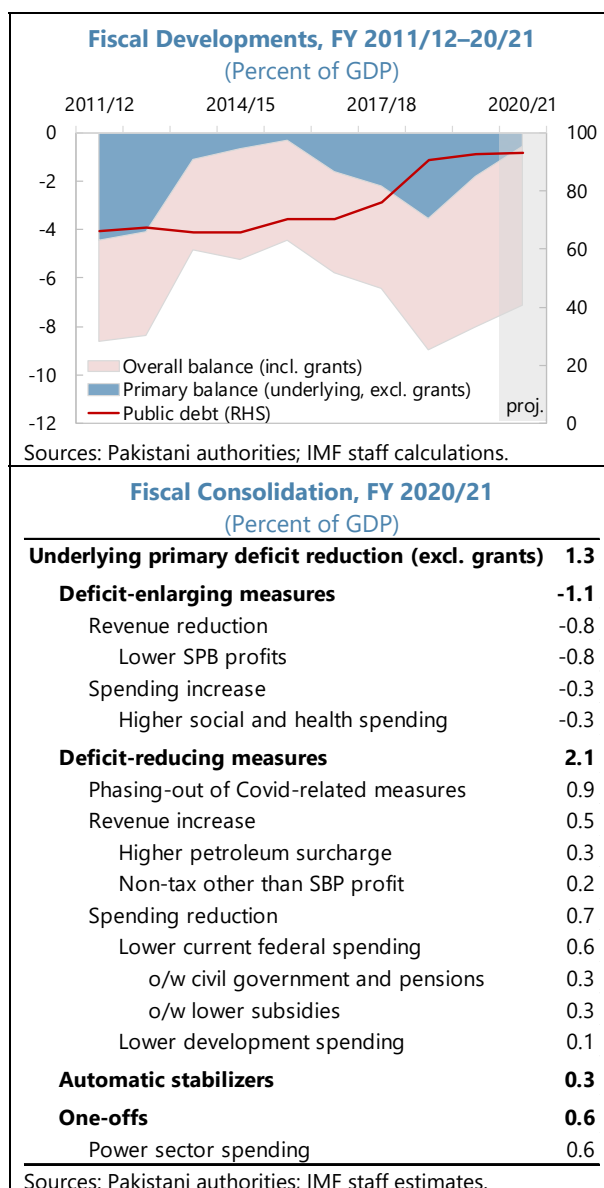 Fiscal Developments, FY 2011/12–20/21
(Percent of GDP)
2011/12 2014/15 2017/18 2020/21
0 100
-2 80
-4 60
-6 40
-8 20
-10
-12 0
Overall balance (incl. grants)
Primary balance (underlying, excl. grants)
Public debt (RHS)
proj.
Sources: Pakistani authorities; IMF staff calculations.
Fiscal Consolidation, FY 2020/21
(Percent of GDP)
Underlying primary deficit reduction (excl. grants) 1.3
Deficit-enlarging measures -1.1
Revenue reduction -0.8
Lower SPB profits -0.8
Spending increase -0.3
Higher social and health spending -0.3
Deficit-reducing measures 2.1
Phasing-out of Covid-related measures 0.9
Revenue increase 0.5
Higher petroleum surcharge 0.3
Non-tax other than SBP profit 0.2
Spending reduction 0.7
Lower current federal spending 0.6
o/w civil government and pensions 0.3
o/w lower subsidies 0.3
Lower development spending 0.1
Automatic stabilizers 0.3
One-offs 0.6
Power sector spending 0.6
Sources: Pakistani authorities; IMF staff estimates.